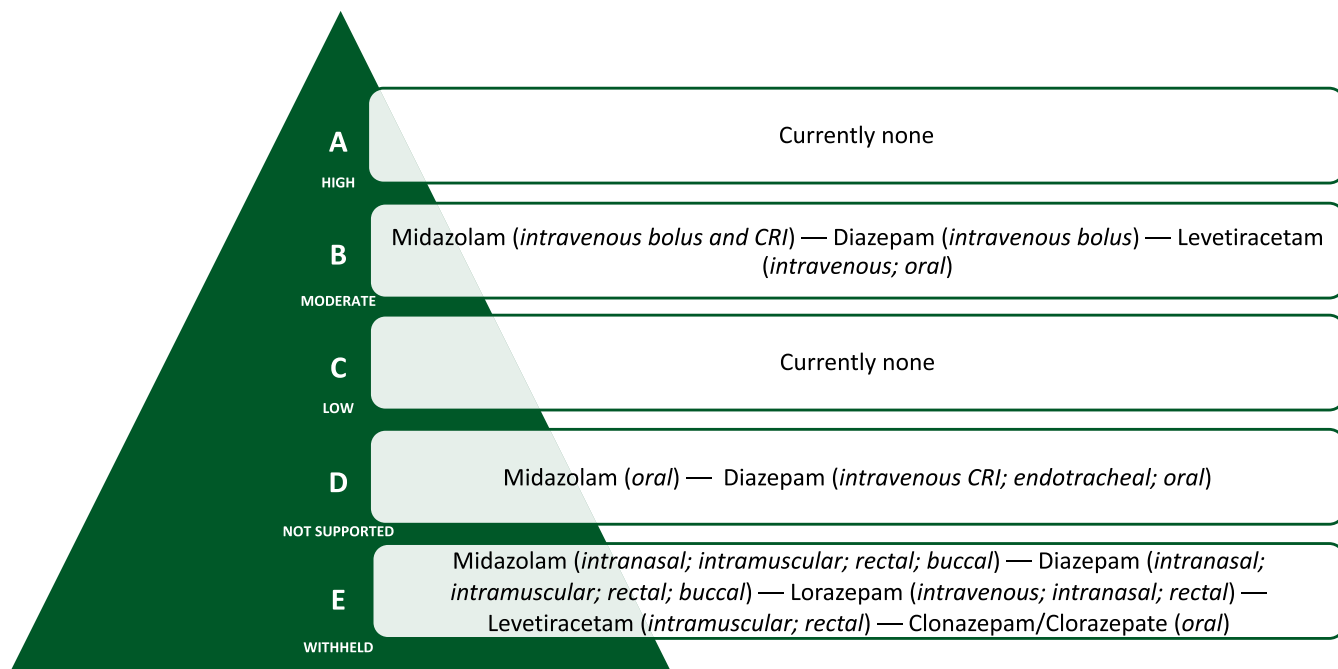 A
HIGH
Currently none
B
MODERATE
Midazolam (intravenous bolus and CRI) — Diazepam (intravenous bolus) — Levetiracetam
(intravenous; oral)
C
LOW
Currently none
D
NOT SUPPORTED
Midazolam (oral) — Diazepam (intravenous CRI; endotracheal; oral)
E
WITHHELD
Midazolam (intranasal; intramuscular; rectal; buccal) — Diazepam (intranasal;
intramuscular; rectal; buccal) — Lorazepam (intravenous; intranasal; rectal) —
Levetiracetam (intramuscular; rectal) — Clonazepam/Clorazepate (oral)